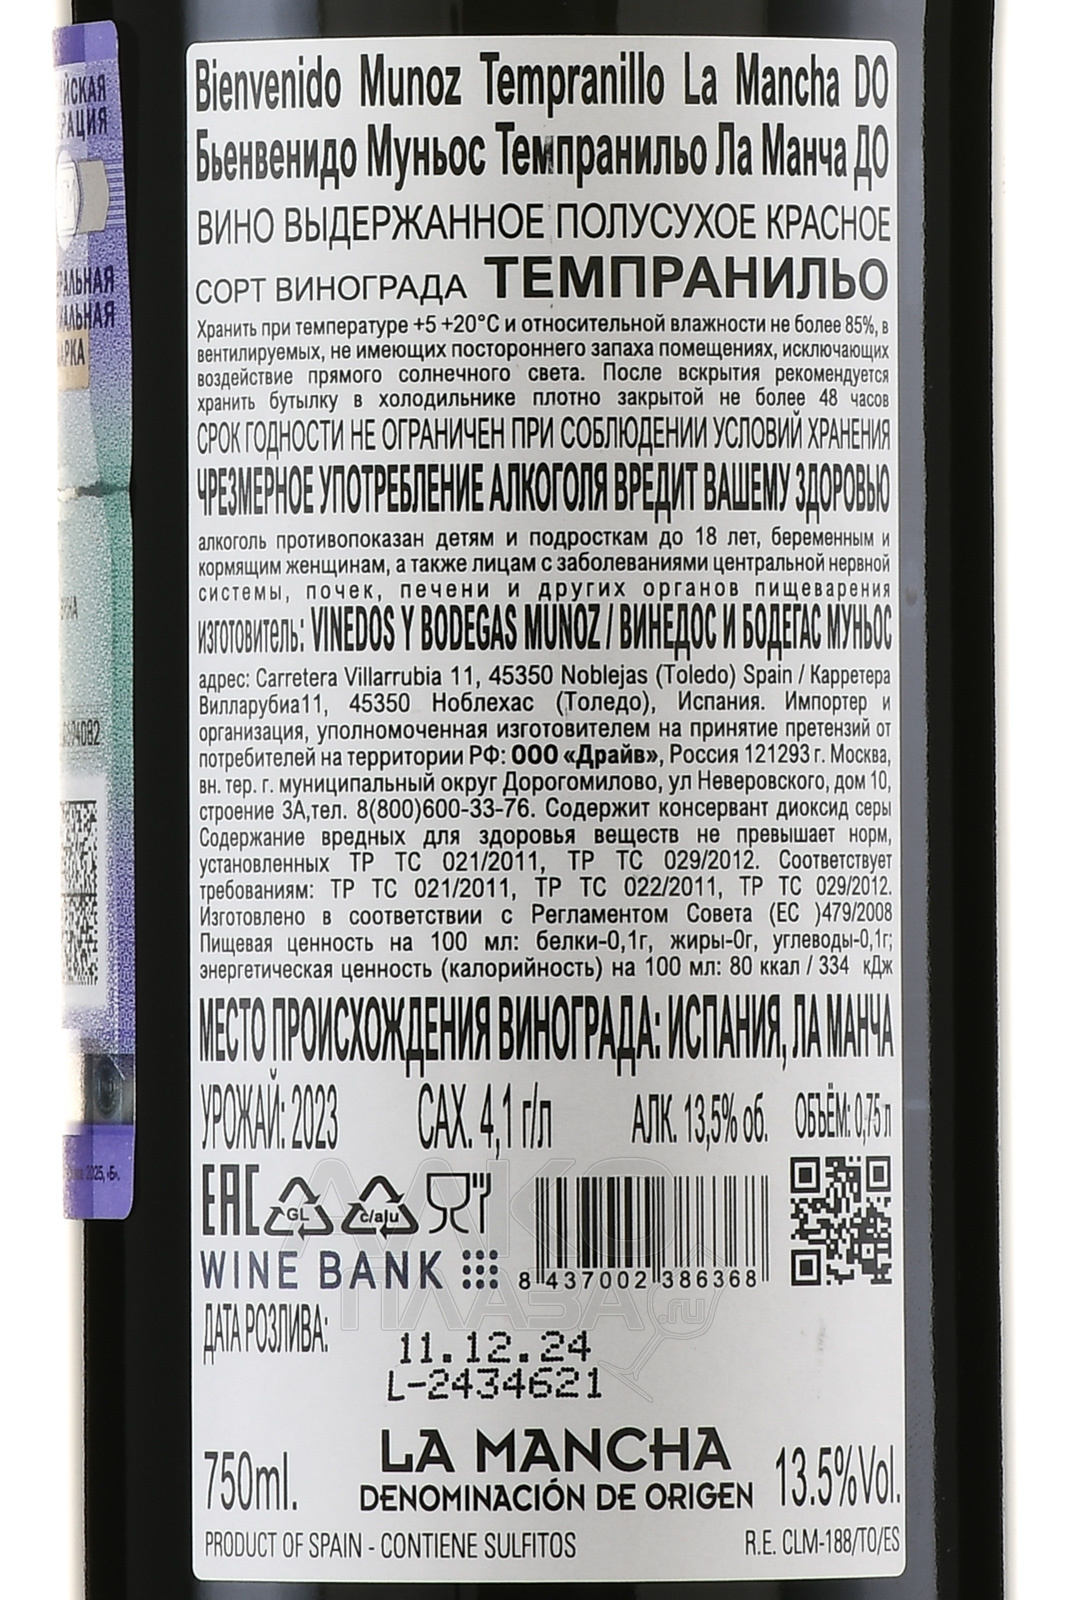 Bienvenido Munoz Tempranillo La Mancha DO
Бьенвенидо Муньос Темпранильо Ла Манча ДО
ВИНО ВЫДЕРЖАННОЕ ПОЛУСУХОЕ КРАСНОЕ
СОРТ ВИНОГРАДА ТЕМПРАНИЛЬО
Хранить при температуре +5 +20°С и относительной влажности не более 85%, в
вентилируемых, не имеющих постороннего запаха помещениях, исключающих
воздействие прямого солнечного света. После вскрытия рекомендуется
хранить бутылку в холодильнике плотно закрытой не более 48 часов
СРОК ГОДНОСТИ НЕ ОГРАНИЧЕН ПРИ СОБЛЮДЕНИИ УСЛОВИЙ ХРАНЕНИЯ
ЧРЕЗМЕРНОЕ УПОТРЕБЛЕНИЕ АЛКОГОЛЯ ВРЕДИТ ВАШЕМУ ЗДОРОВЬЮ
алкоголь противопоказан детям и подросткам до 18 лет, беременным и
кормящим женщинам, а также лицам с заболеваниями центральной нервной
системы, почек, печени и других органов пищеварения
изготовитель: VINEDOS Y BODEGAS MUNOZ / ВИНЕДОС И БОДЕГАС МУНЬОС
адрес: Carretera Villarrubia 11, 45350 Noblejas (Toledo) Spain / Карретера
Вилларубиа11, 45350 Ноблехас (Толедо), Испания. Импортер и
организация, уполномоченная изготовителем на принятие претензий от
потребителей на территории РФ: ООО «Драйв», Россия 121293 г. Москва,
вн. тер. г. муниципальный округ Дорогомилово, ул Неверовского, дом 10,
строение 3А,тел. 8(800)600-33-76. Содержит консервант диоксид серы
Содержание вредных для здоровья веществ не превышает норм,
установленных ТР ТС 021/2011, ТР ТС 029/2012. Соответствует
требованиям: ТР ТС 021/2011, ТР ТС 022/2011, ТР ТС 029/2012.
Изготовлено в соответствии с Регламентом Совета (ЕС )479/2008
Пищевая ценность на 100 мл: белки-0,1г, жиры-0г, углеводы-0,1г;
энергетическая ценность (калорийность) на 100 мл: 80 ккал / 334 кДж
МЕСТО ПРОИСХОЖДЕНИЯ ВИНОГРАДА: ИСПАНИЯ, ЛА МАНЧА
УРОЖАЙ: 2023 САХ. 4,1 г/л АЛК. 13,5% об. ОБЪЁМ: 0,75 л
EAC GL c/alu
WINE BANK 8 437002 386368
ДАТА РОЗЛИВА:
11.12.24
L-2434621
LA MANCHA
750ml. DENOMINACIÓN DE ORIGEN 13.5%Vol.
PRODUCT OF SPAIN - CONTIENE SULFITOS R.E. CLM-188/TO/ES
АЛКО
ПЛАЗА.ru